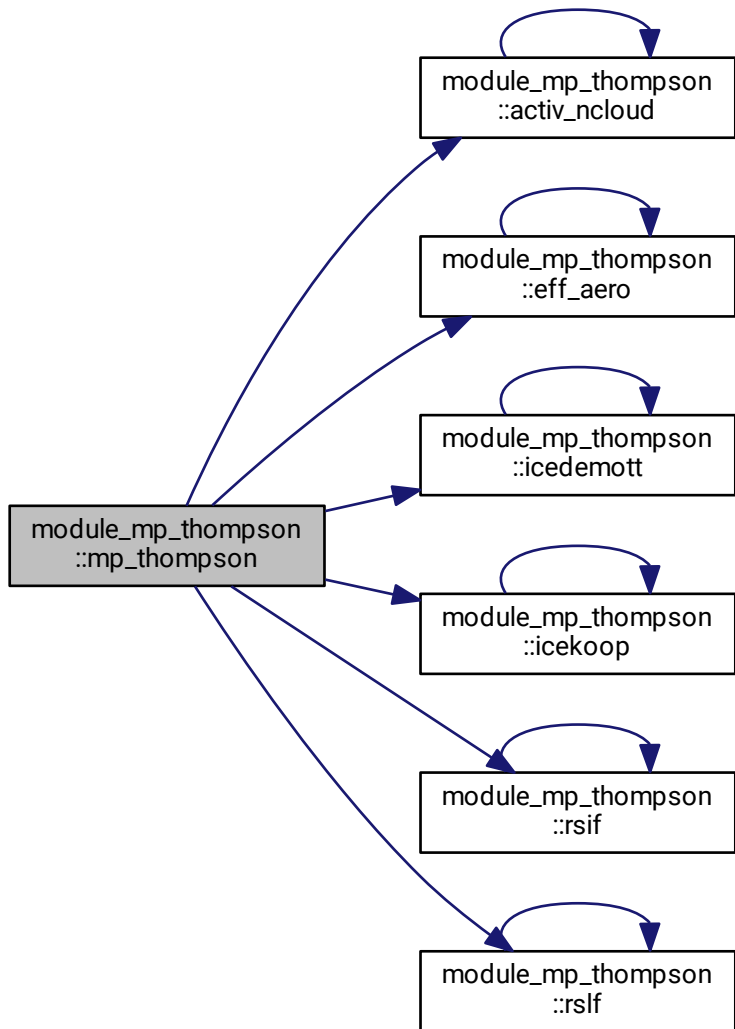 module_mp_thompson
::activ_ncloud
module_mp_thompson
::eff_aero
module_mp_thompson
::icedemott
module_mp_thompson
::mp_thompson
module_mp_thompson
::icekoop
module_mp_thompson
::rsif
module_mp_thompson
::rslf